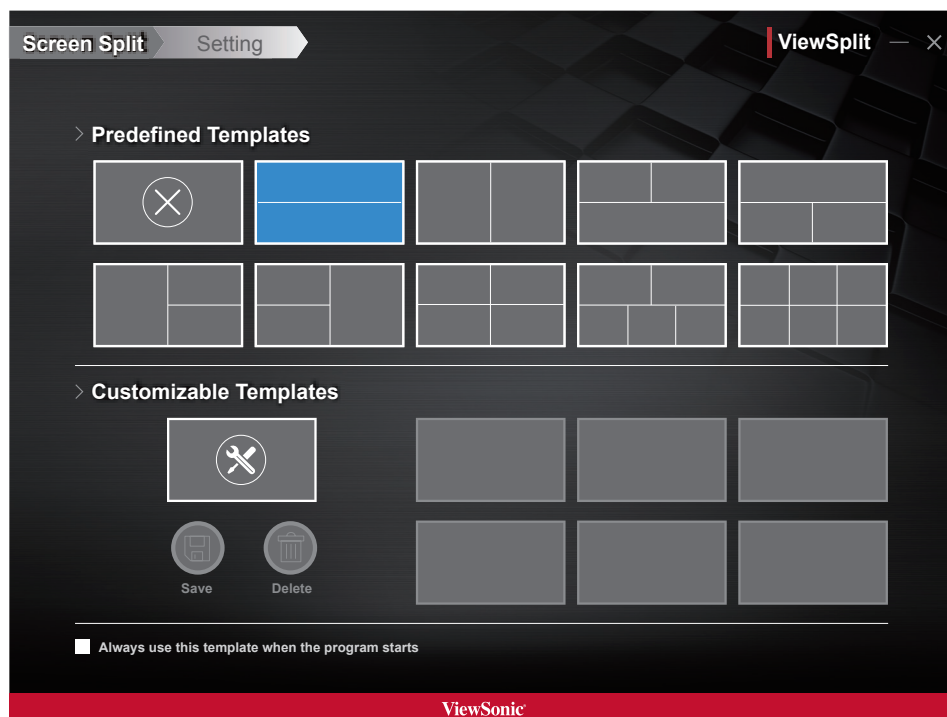 Screen Split
Setting
ViewSplit
Predefined Templates
Customizable Templates
Save
Delete
Always use this template when the program starts
ViewSonic